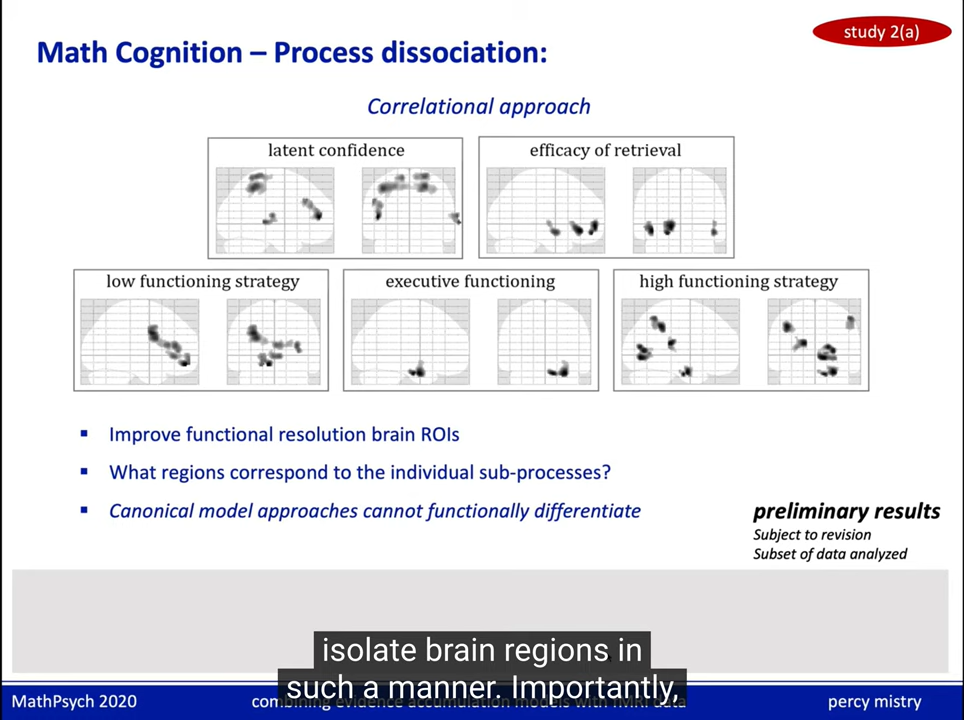 study 2(a)
Math Cognition – Process dissociation:
Correlational approach
latent confidence
efficacy of retrieval
low functioning strategy
executive functioning
high functioning strategy
▪ Improve functional resolution brain ROIs
▪ What regions correspond to the individual sub-processes?
▪ Canonical model approaches cannot functionally differentiate
preliminary results
Subject to revision
Subset of data analyzed
isolate brain regions in
such a manner. Importantly,
MathPsych 2020
combining evidence accumulation models with fMRI data
percy mistry